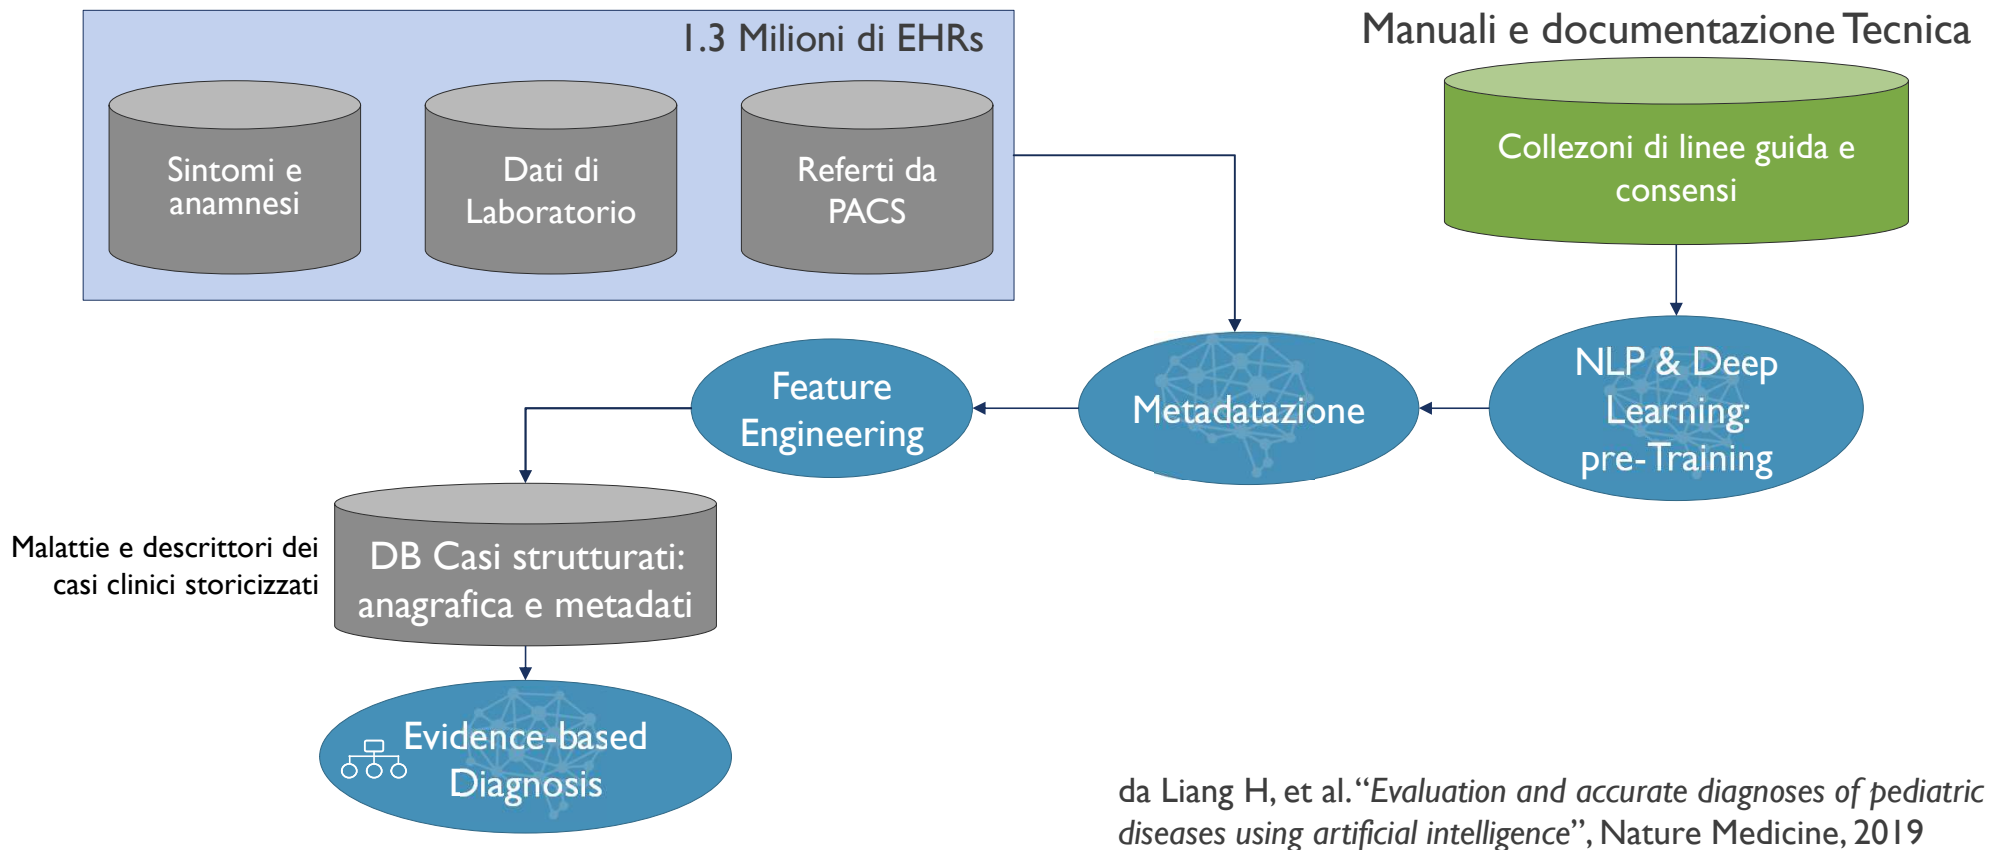 1.3 Milioni di EHRs
Manuali e documentazione Tecnica
Sintomi e
anamnesi
Dati di
Laboratorio
Referti da
PACS
Collezoni di linee guida e
consensi
Feature
Engineering
Metadatazione
NLP & Deep
Learning:
pre-Training
Malattie e descrittori dei
casi clinici storicizzati
DB Casi strutturati:
anagrafica e metadati
Evidence-based
Diagnosis
da Liang H, et al. “Evaluation and accurate diagnoses of pediatric
diseases using artificial intelligence”, Nature Medicine, 2019